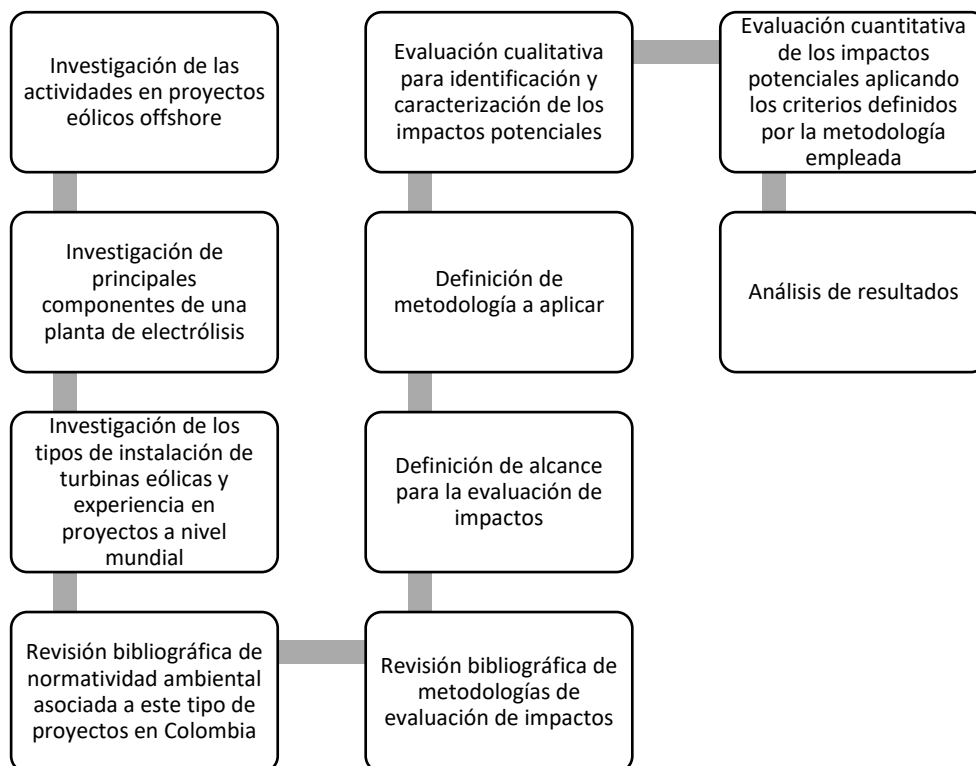 Investigación de las
actividades en proyectos
eólicos offshore
Investigación de
principales
componentes de una
planta de electrólisis
Investigación de los
tipos de instalación de
turbinas eólicas y
experiencia en
proyectos a nivel
mundial
Revisión bibliográfica de
normatividad ambiental
asociada a este tipo de
proyectos en Colombia
Revisión bibliográfica de
metodologías de
evaluación de impactos
Definición de alcance
para la evaluación de
impactos
Definición de
metodología a aplicar
Evaluación cualitativa
para identificación y
caracterización de los
impactos potenciales
Evaluación cuantitativa
de los impactos
potenciales aplicando
los criterios definidos
por la metodología
empleada
Análisis de resultados